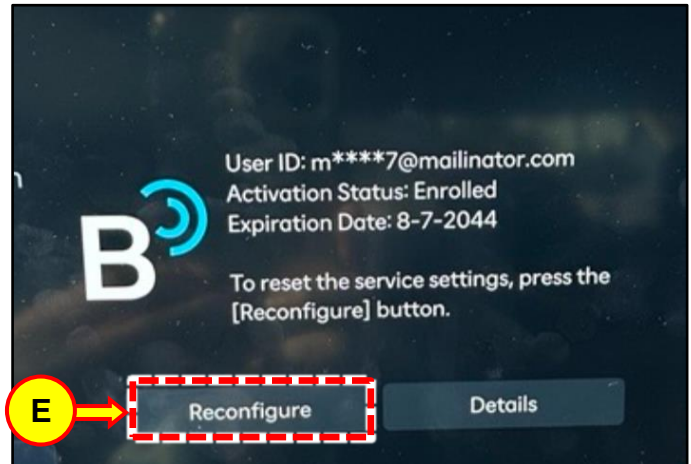 User ID: m****7@mailinator.com
Activation Status: Enrolled
Expiration Date: 8-7-2044
B
To reset the service settings, press the
[Reconfigure] button.
E
Reconfigure
Details